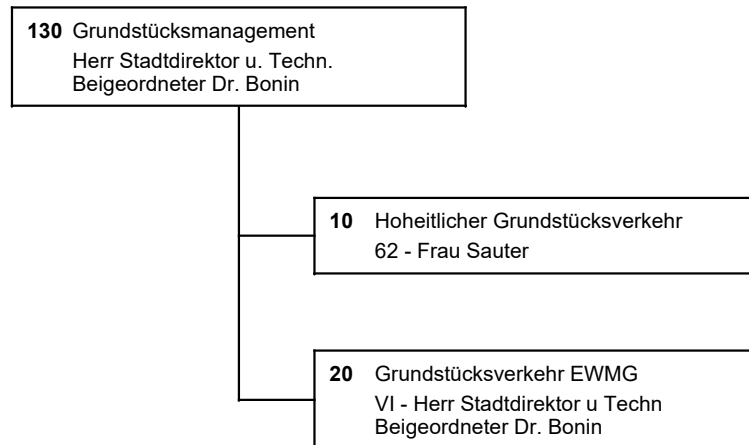 130 Grundstücksmanagement
Herr Stadtdirektor u. Techn.
Beigeordneter Dr. Bonin
10 Hoheitlicher Grundstücksverkehr
62 - Frau Sauter
20 Grundstücksverkehr EWMG
VI - Herr Stadtdirektor u Techn
Beigeordneter Dr. Bonin